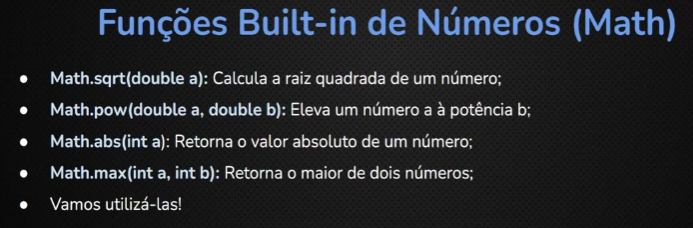 Funções Built-in de Números (Math)
● Math.sqrt(double a): Calcula a raiz quadrada de um número;
● Math.pow(double a, double b): Eleva um número a à potência b;
● Math.abs(int a): Retorna o valor absoluto de um número;
● Math.max(int a, int b): Retorna o maior de dois números;
● Vamos utilizá-las!